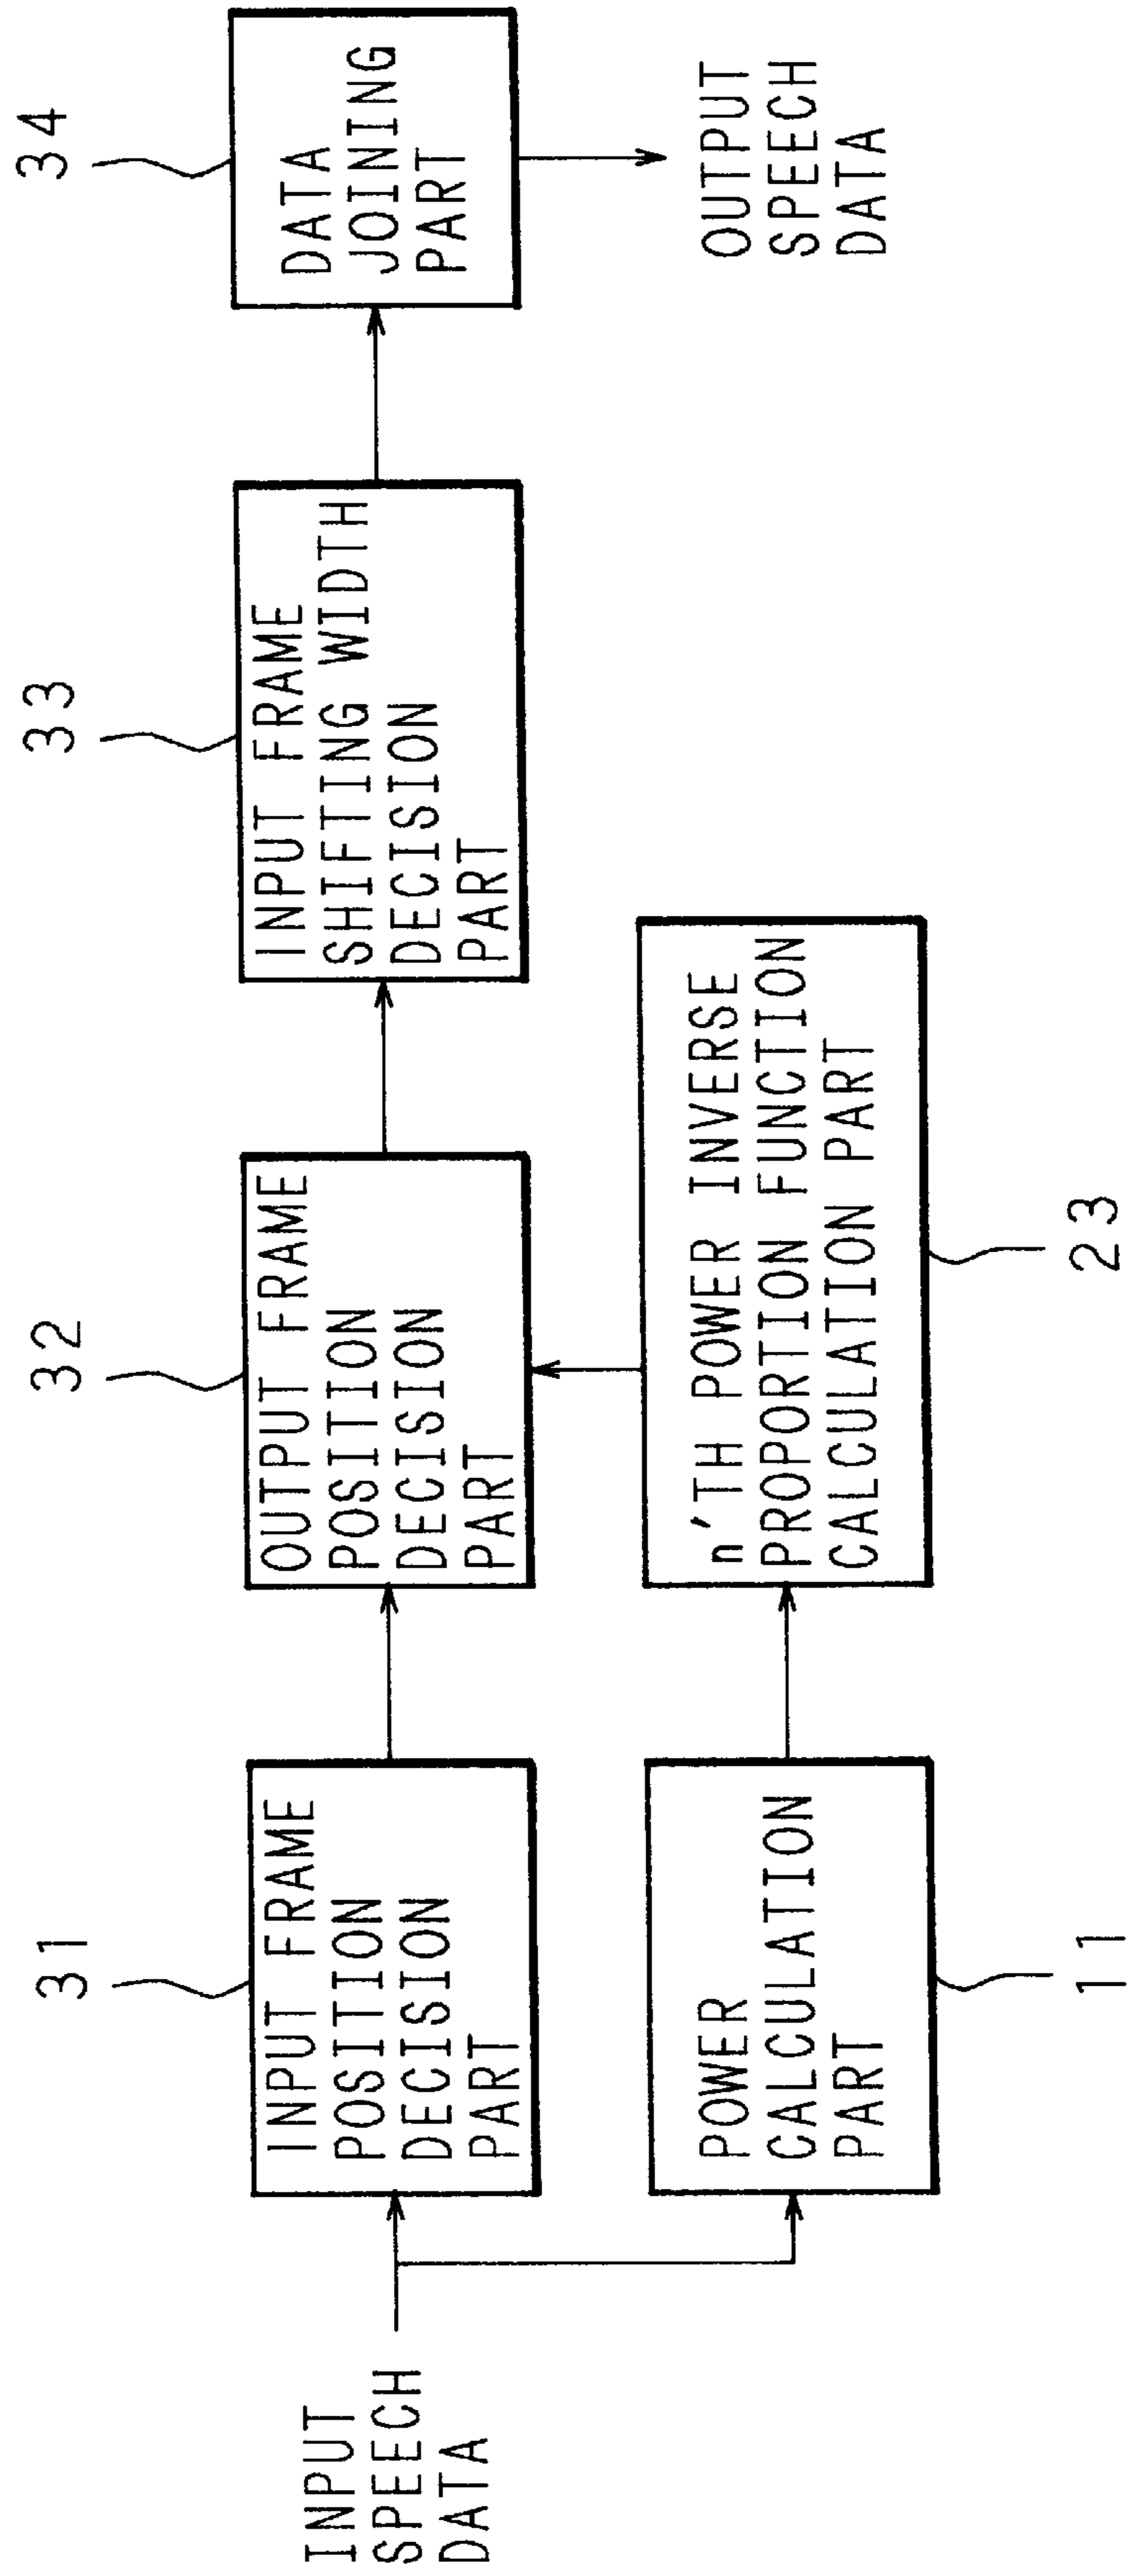 INPUT
SPEECH
DATA
31
INPUT FRAME
POSITION
DECISION
PART
32
OUTPUT FRAME
POSITION
DECISION
PART
33
INPUT FRAME
SHIFTING WIDTH
DECISION
PART
34
DATA
JOINING
PART
OUTPUT
SPEECH
DATA
POWER
CALCULATION
PART
11
n'TH POWER INVERSE
PROPORTION FUNCTION
CALCULATION PART
23